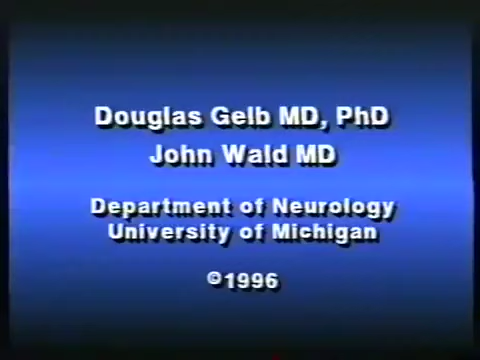 Douglas Gelb MD, PhD
John Wald MD
Department of Neurology
University of Michigan
©1996